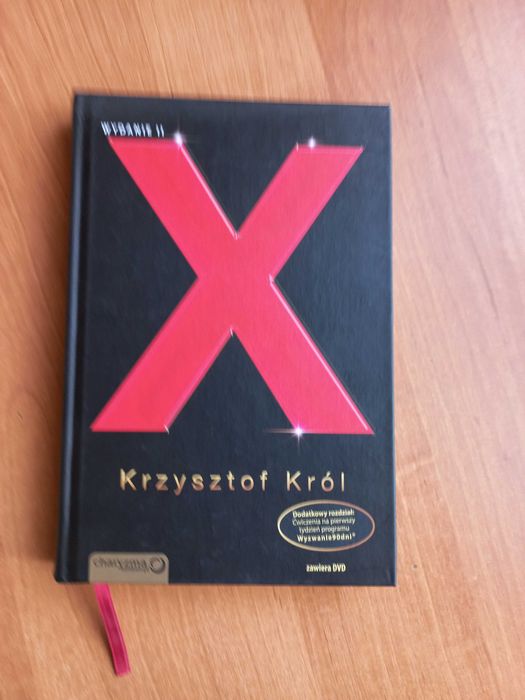 WYDANIE II
X
Krzysztof Król
Dodatkowy rozdział:
Ćwiczenia na pierwszy
tydzień programu
Wyzwanie90dni®
zawiera DVD
charyzma